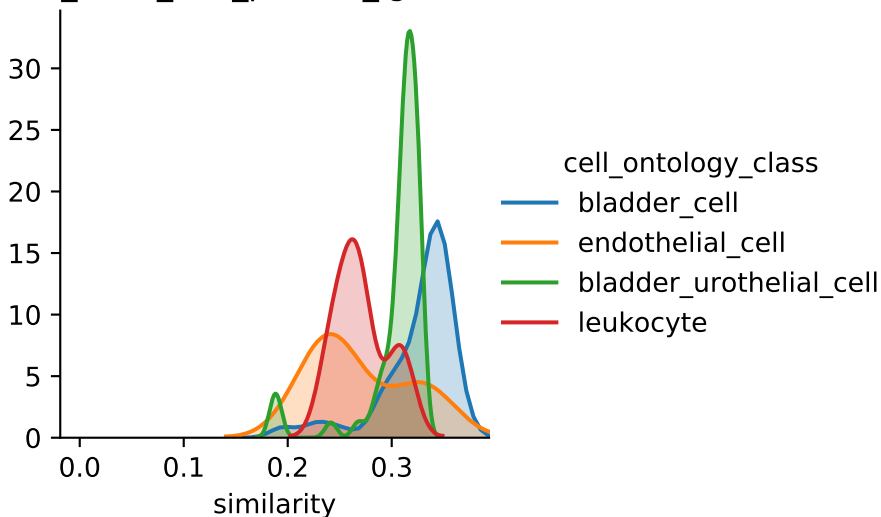 30
25
20
15
10
5
0
0.0 0.1 0.2 0.3
similarity
cell_ontology_class
bladder_cell
endothelial_cell
bladder_urothelial_cell
leukocyte